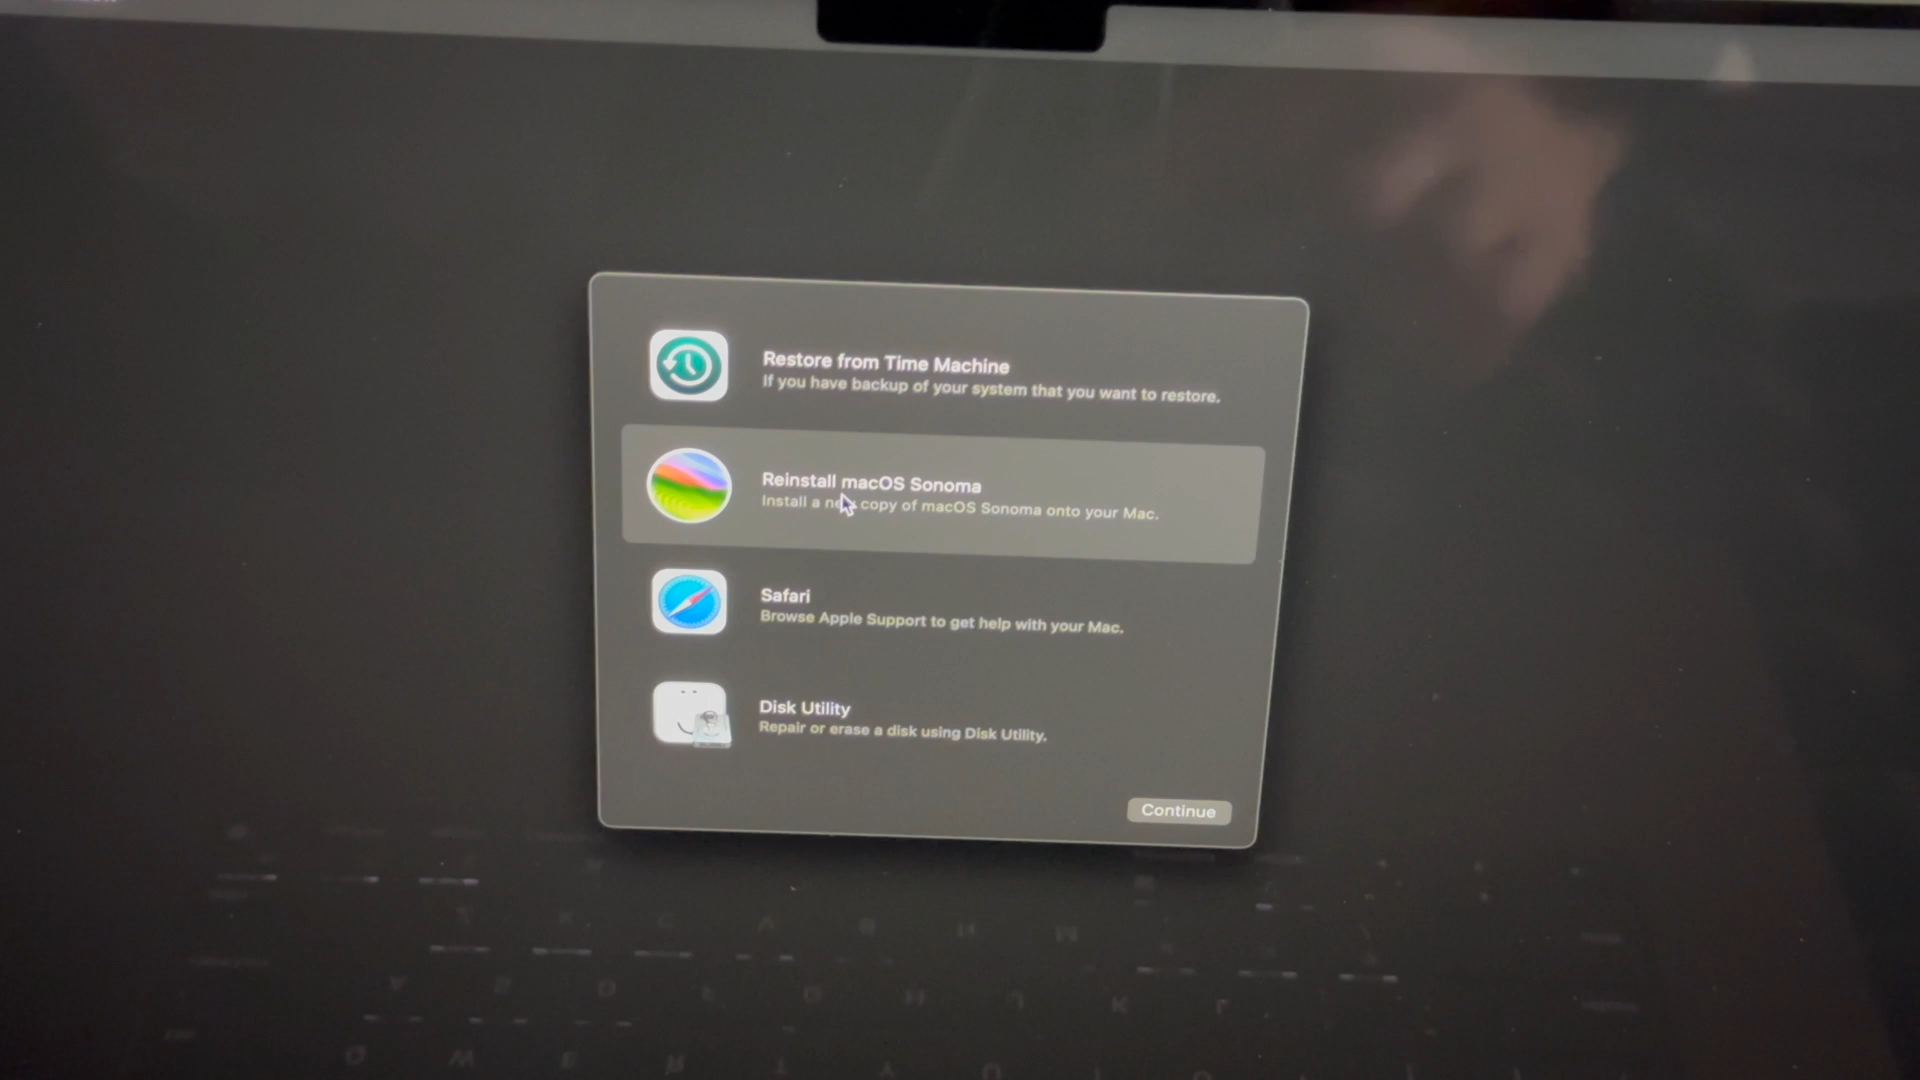 Restore from Time Machine
If you have backup of your system that you want to restore.
Reinstall macOS Sonoma
Install a new copy of macOS Sonoma onto your Mac.
Safari
Browse Apple Support to get help with your Mac.
Disk Utility
Repair or erase a disk using Disk Utility.
Continue